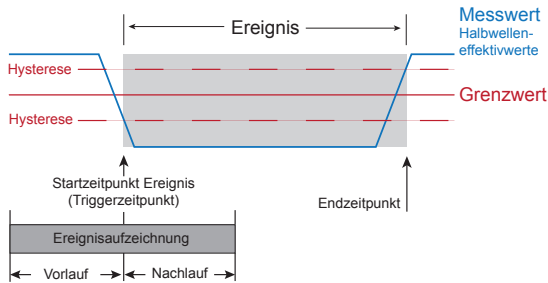 Ereignis
Messwert
Halbwellen-
effektivwerte
Hysterese
Grenzwert
Hysterese
Startzeitpunkt Ereignis
(Triggerzeitpunkt)
Endzeitpunkt
Ereignisaufzeichnung
Vorlauf
Nachlauf